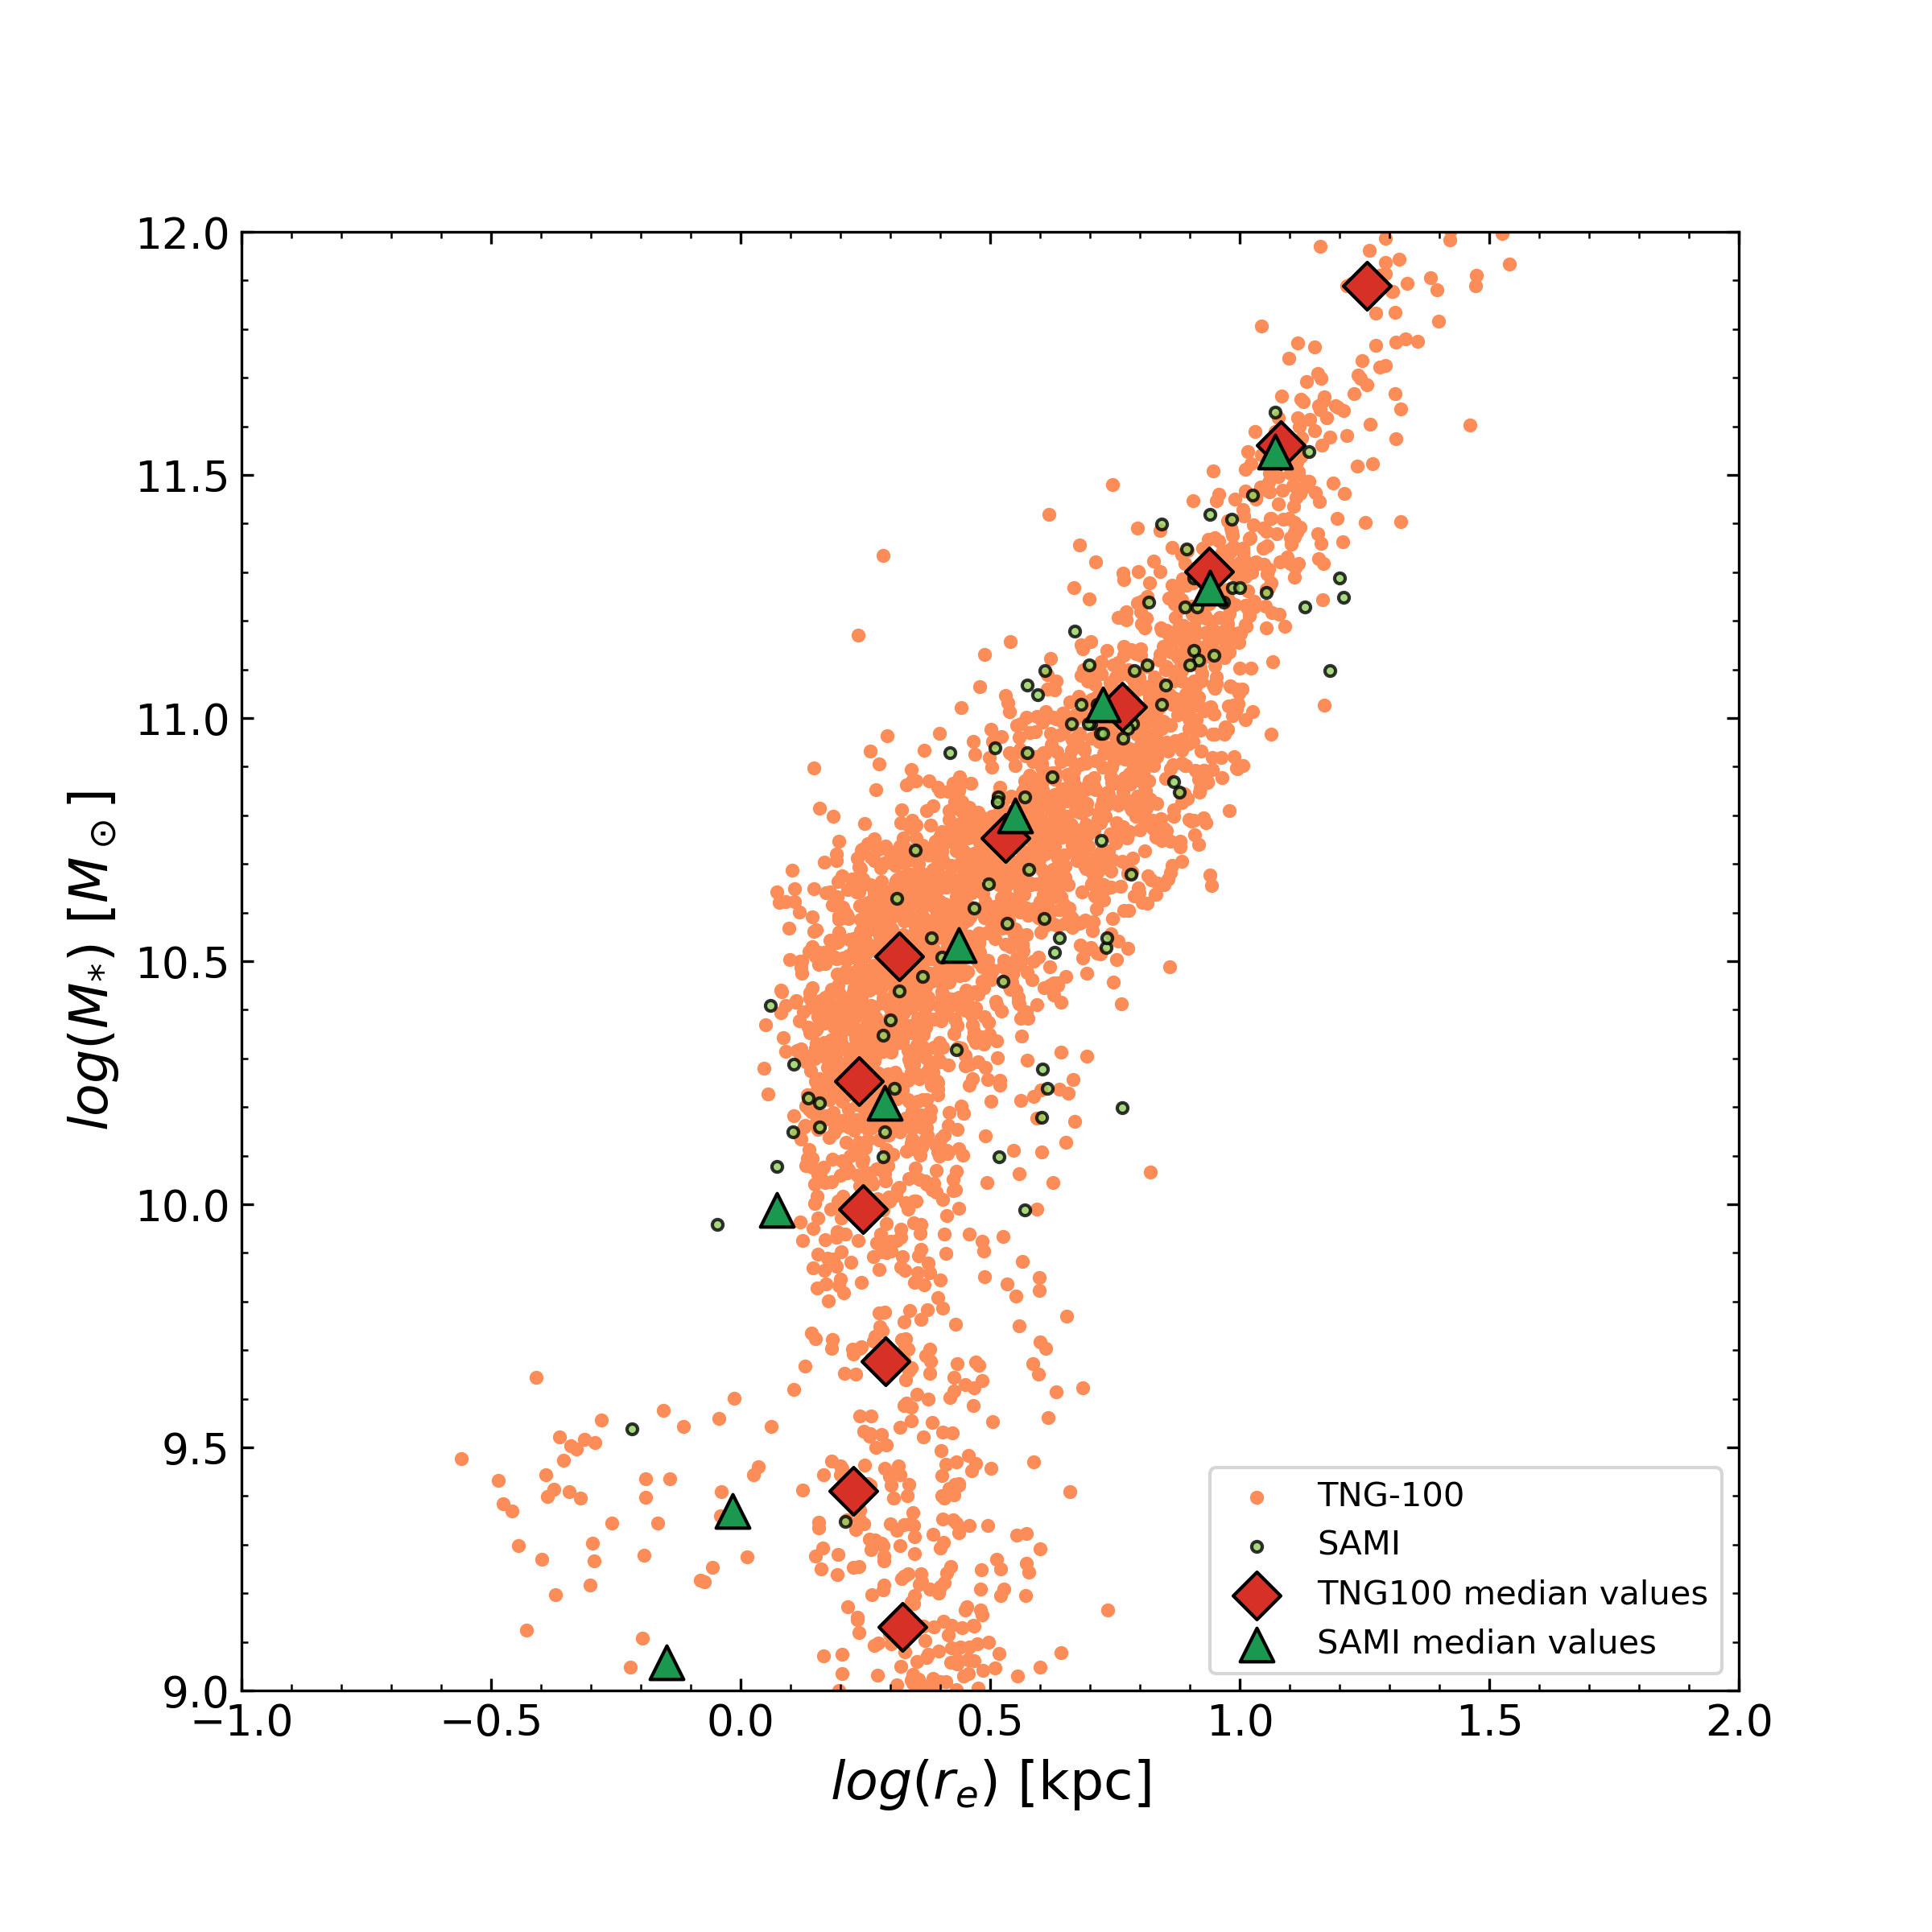 12.0
11.5
11.0
10.5
10.0
9.5
9.0
log(M*) [M⊙]
−1.0 −0.5 0.0 0.5 1.0 1.5 2.0
log(re) [kpc]
TNG-100
SAMI
TNG100 median values
SAMI median values